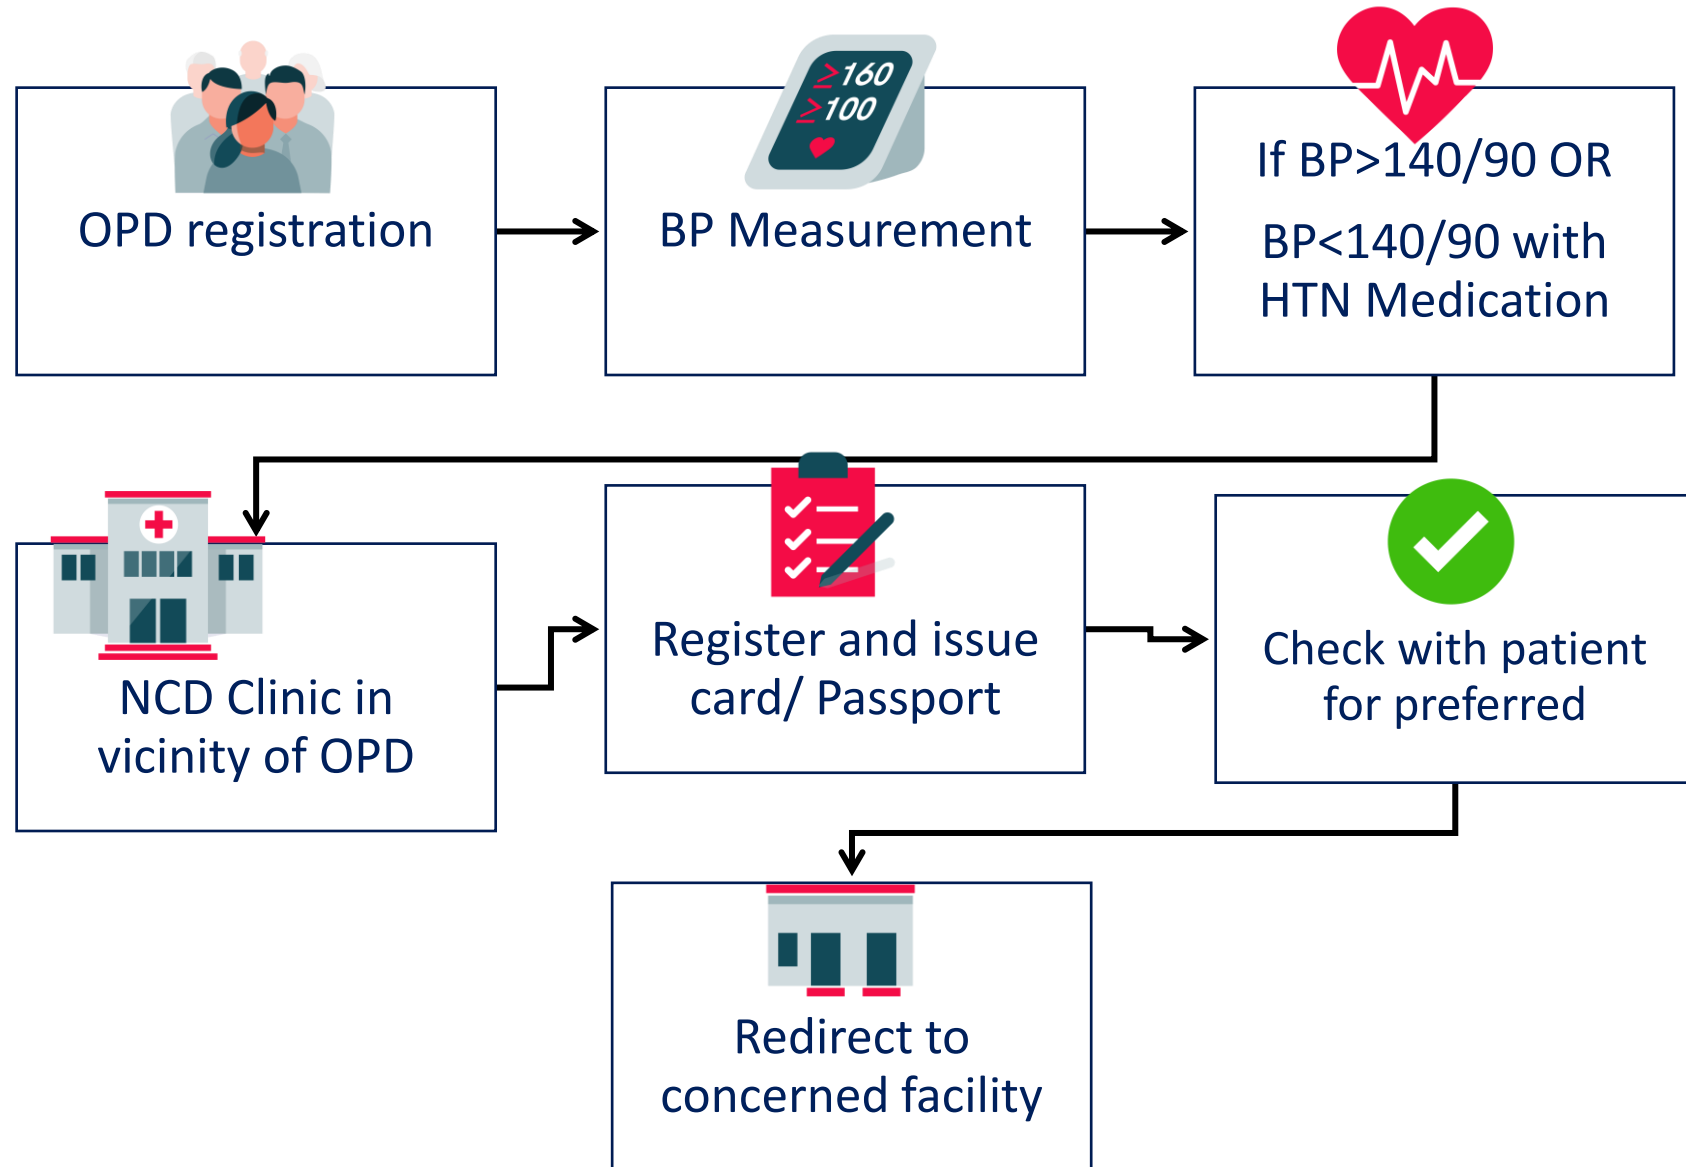 ≥160
≥100
OPD registration
BP Measurement
If BP>140/90 OR
BP<140/90 with
HTN Medication
NCD Clinic in
vicinity of OPD
Register and issue
card/ Passport
Check with patient
for preferred
Redirect to
concerned facility